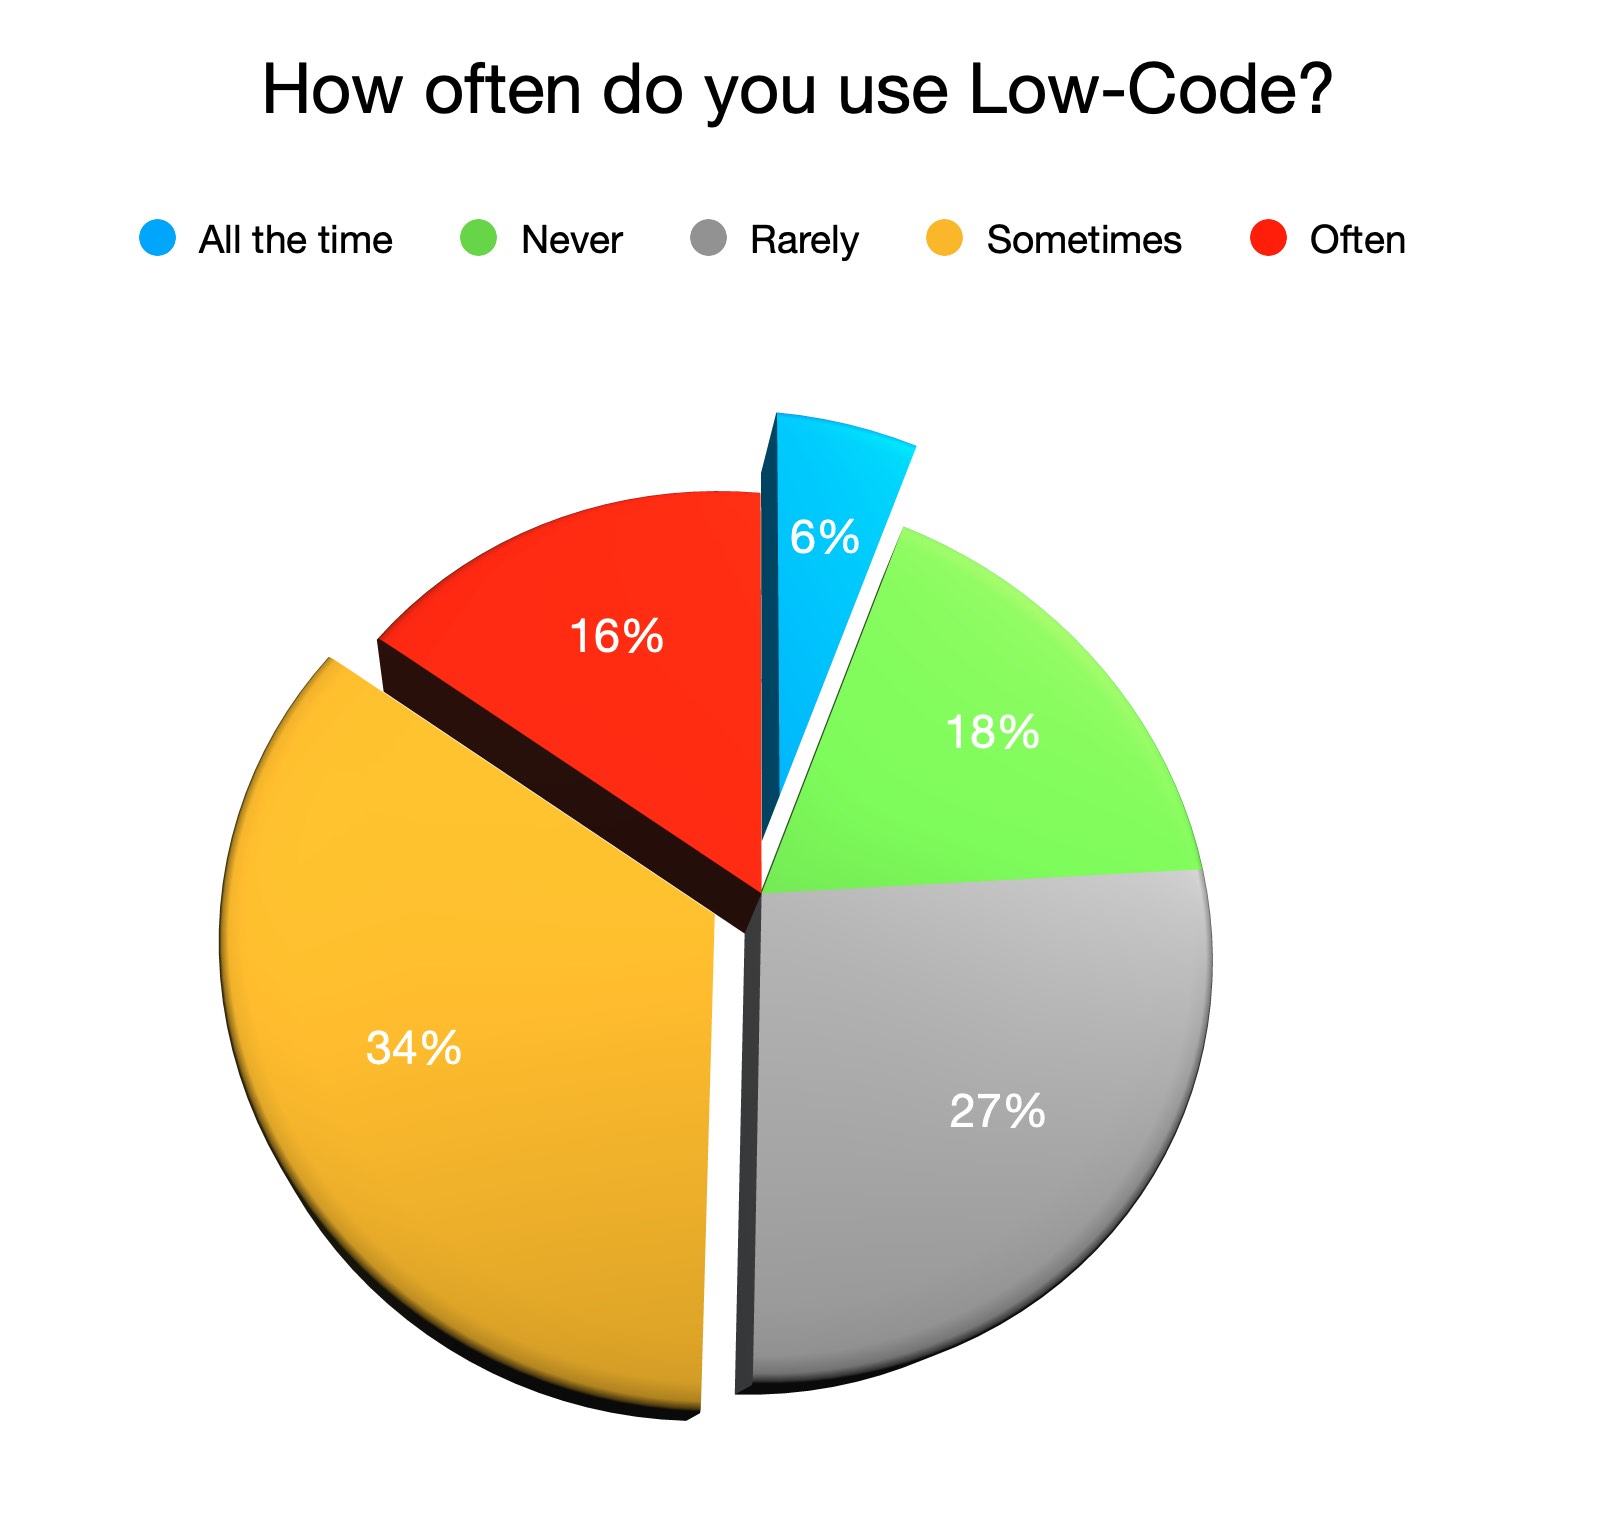 How often do you use Low-Code?
All the time Never Rarely Sometimes Often
6%
16%
18%
34%
27%